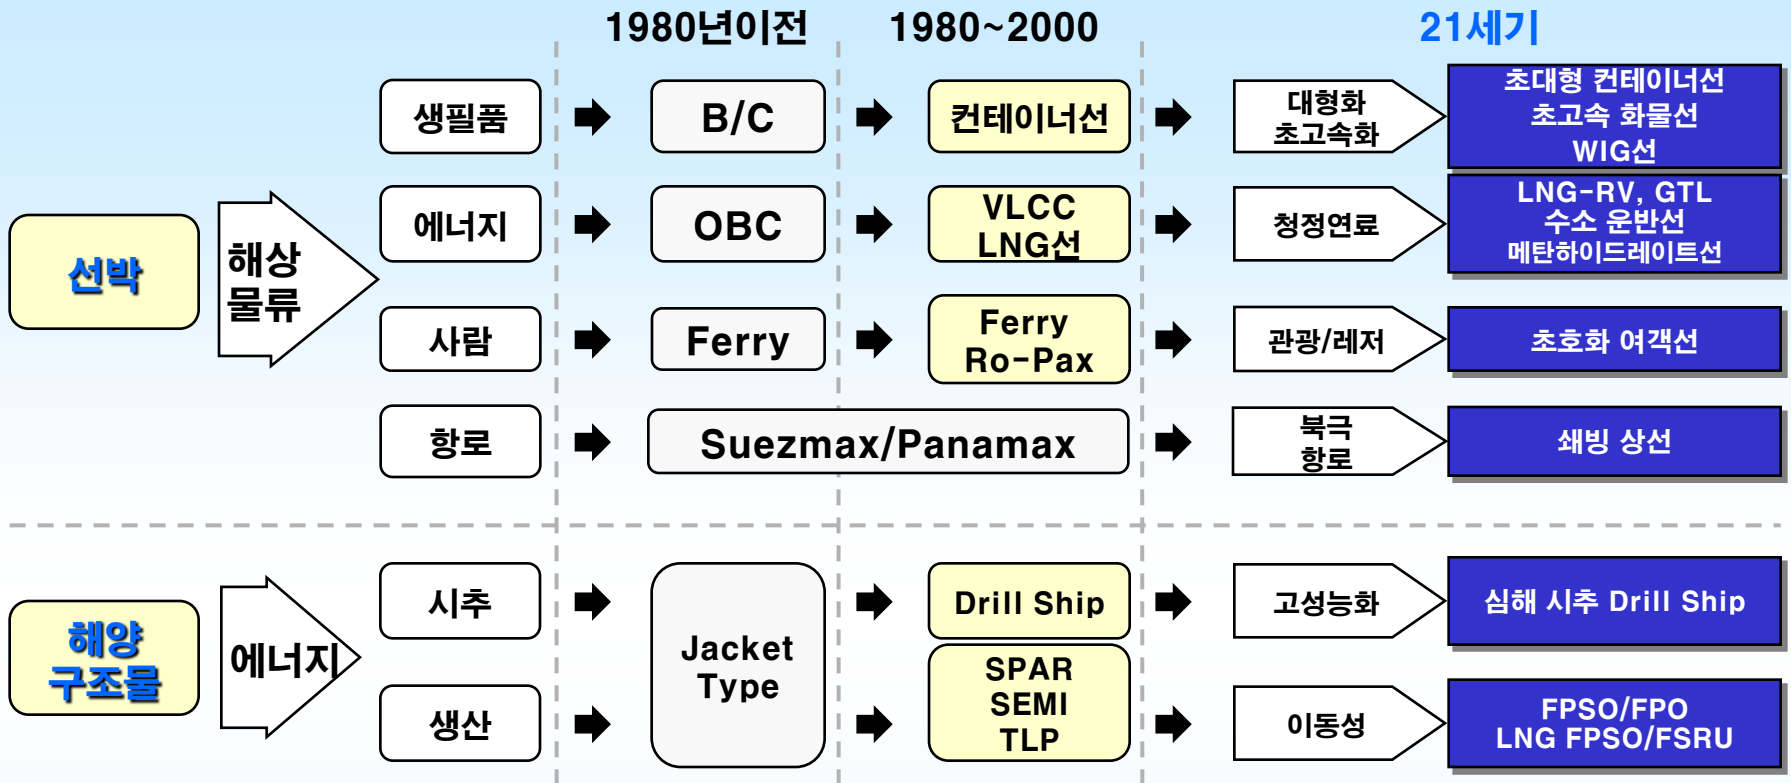 1980년이전
1980~2000
21세기
선박
해상
물류
생필품
B/C
컨테이너선
대형화
초고속화
초대형 컨테이너선
초고속 화물선
WIG선
에너지
OBC
VLCC
LNG선
청정연료
LNG-RV, GTL
수소 운반선
메탄하이드레이트선
사람
Ferry
Ferry
Ro-Pax
관광/레저
초호화 여객선
항로
Suezmax/Panamax
북극
항로
쇄빙 상선
해양
구조물
에너지
시추
Jacket
Type
Drill Ship
고성능화
심해 시추 Drill Ship
생산
SPAR
SEMI
TLP
이동성
FPSO/FPO
LNG FPSO/FSRU